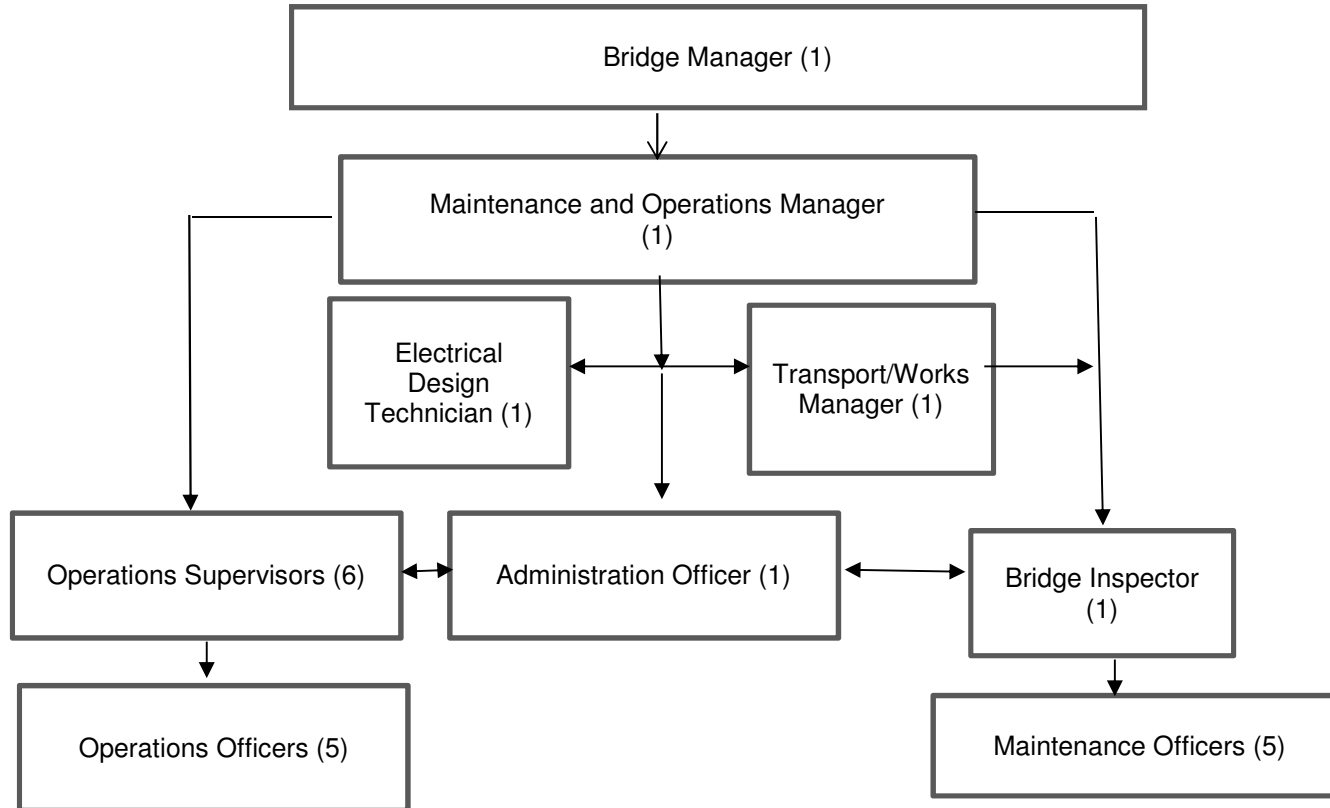 Bridge Manager (1)
Maintenance and Operations Manager
(1)
Electrical
Design
Technician (1)
Transport/Works
Manager (1)
Operations Supervisors (6)
Administration Officer (1)
Bridge Inspector
(1)
Operations Officers (5)
Maintenance Officers (5)